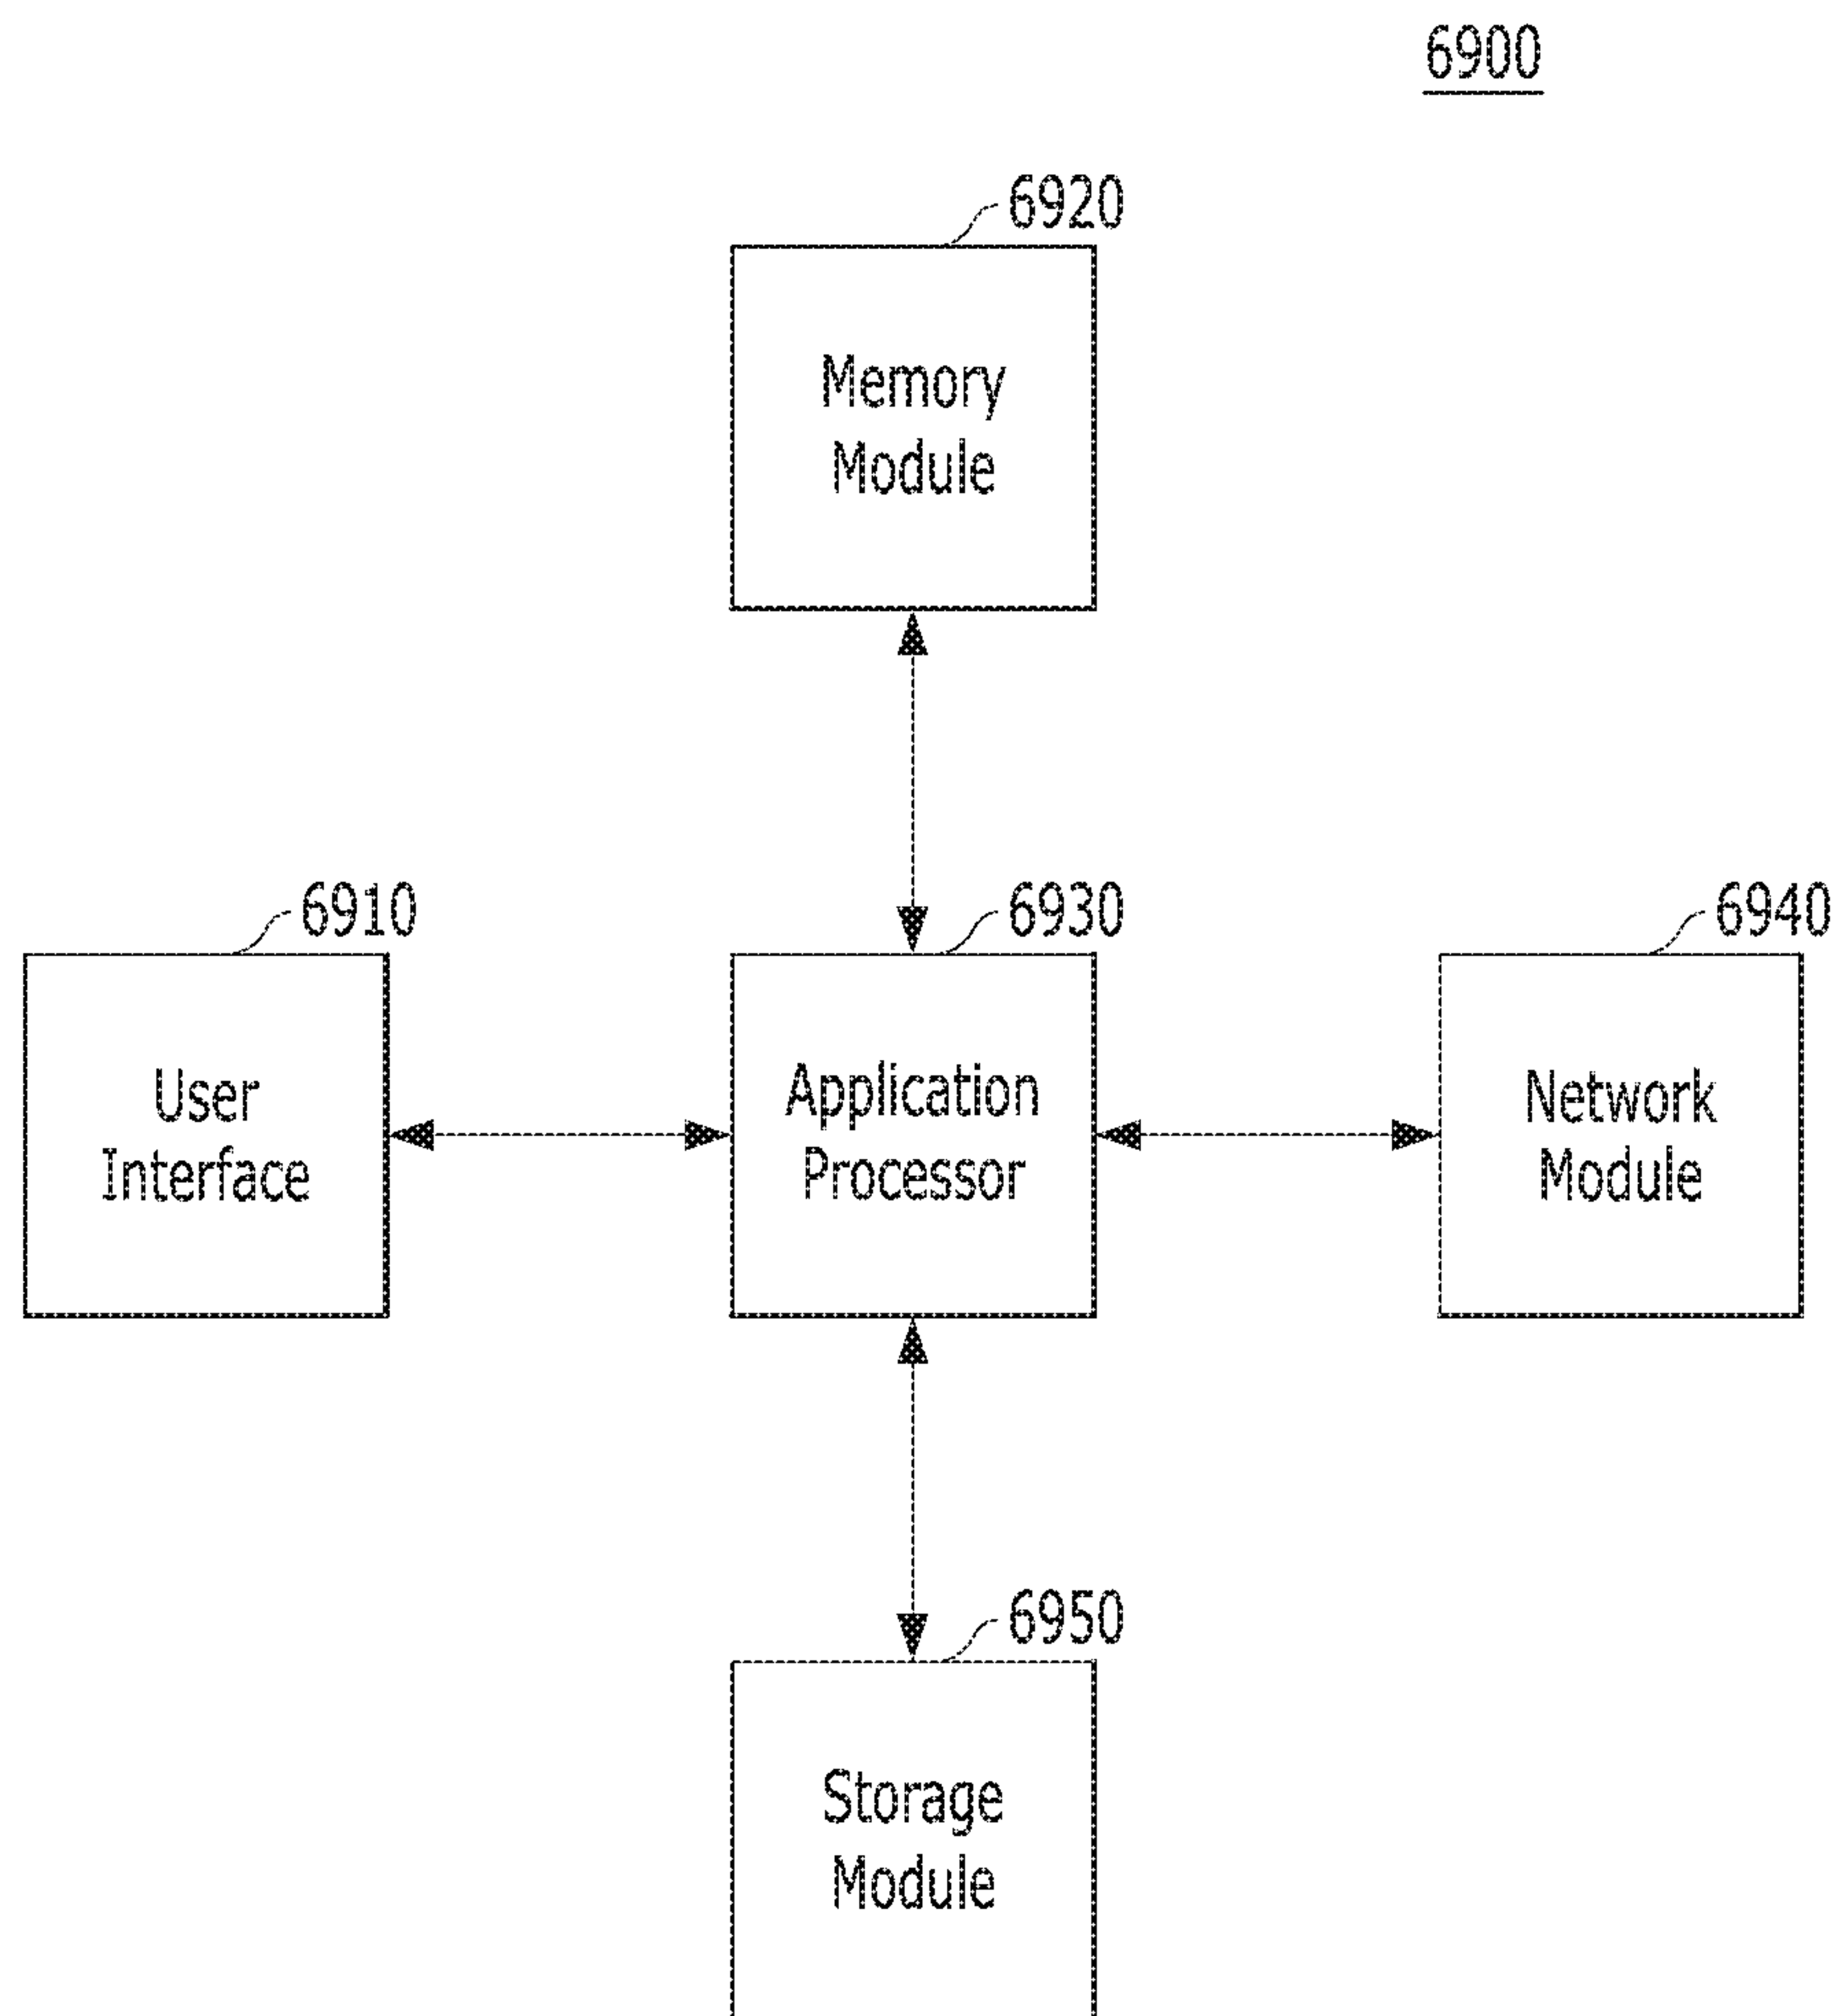 6900
6920
Memory
Module
6910
6930
6940
User
Interface
Application
Processor
Network
Module
6950
Storage
Module